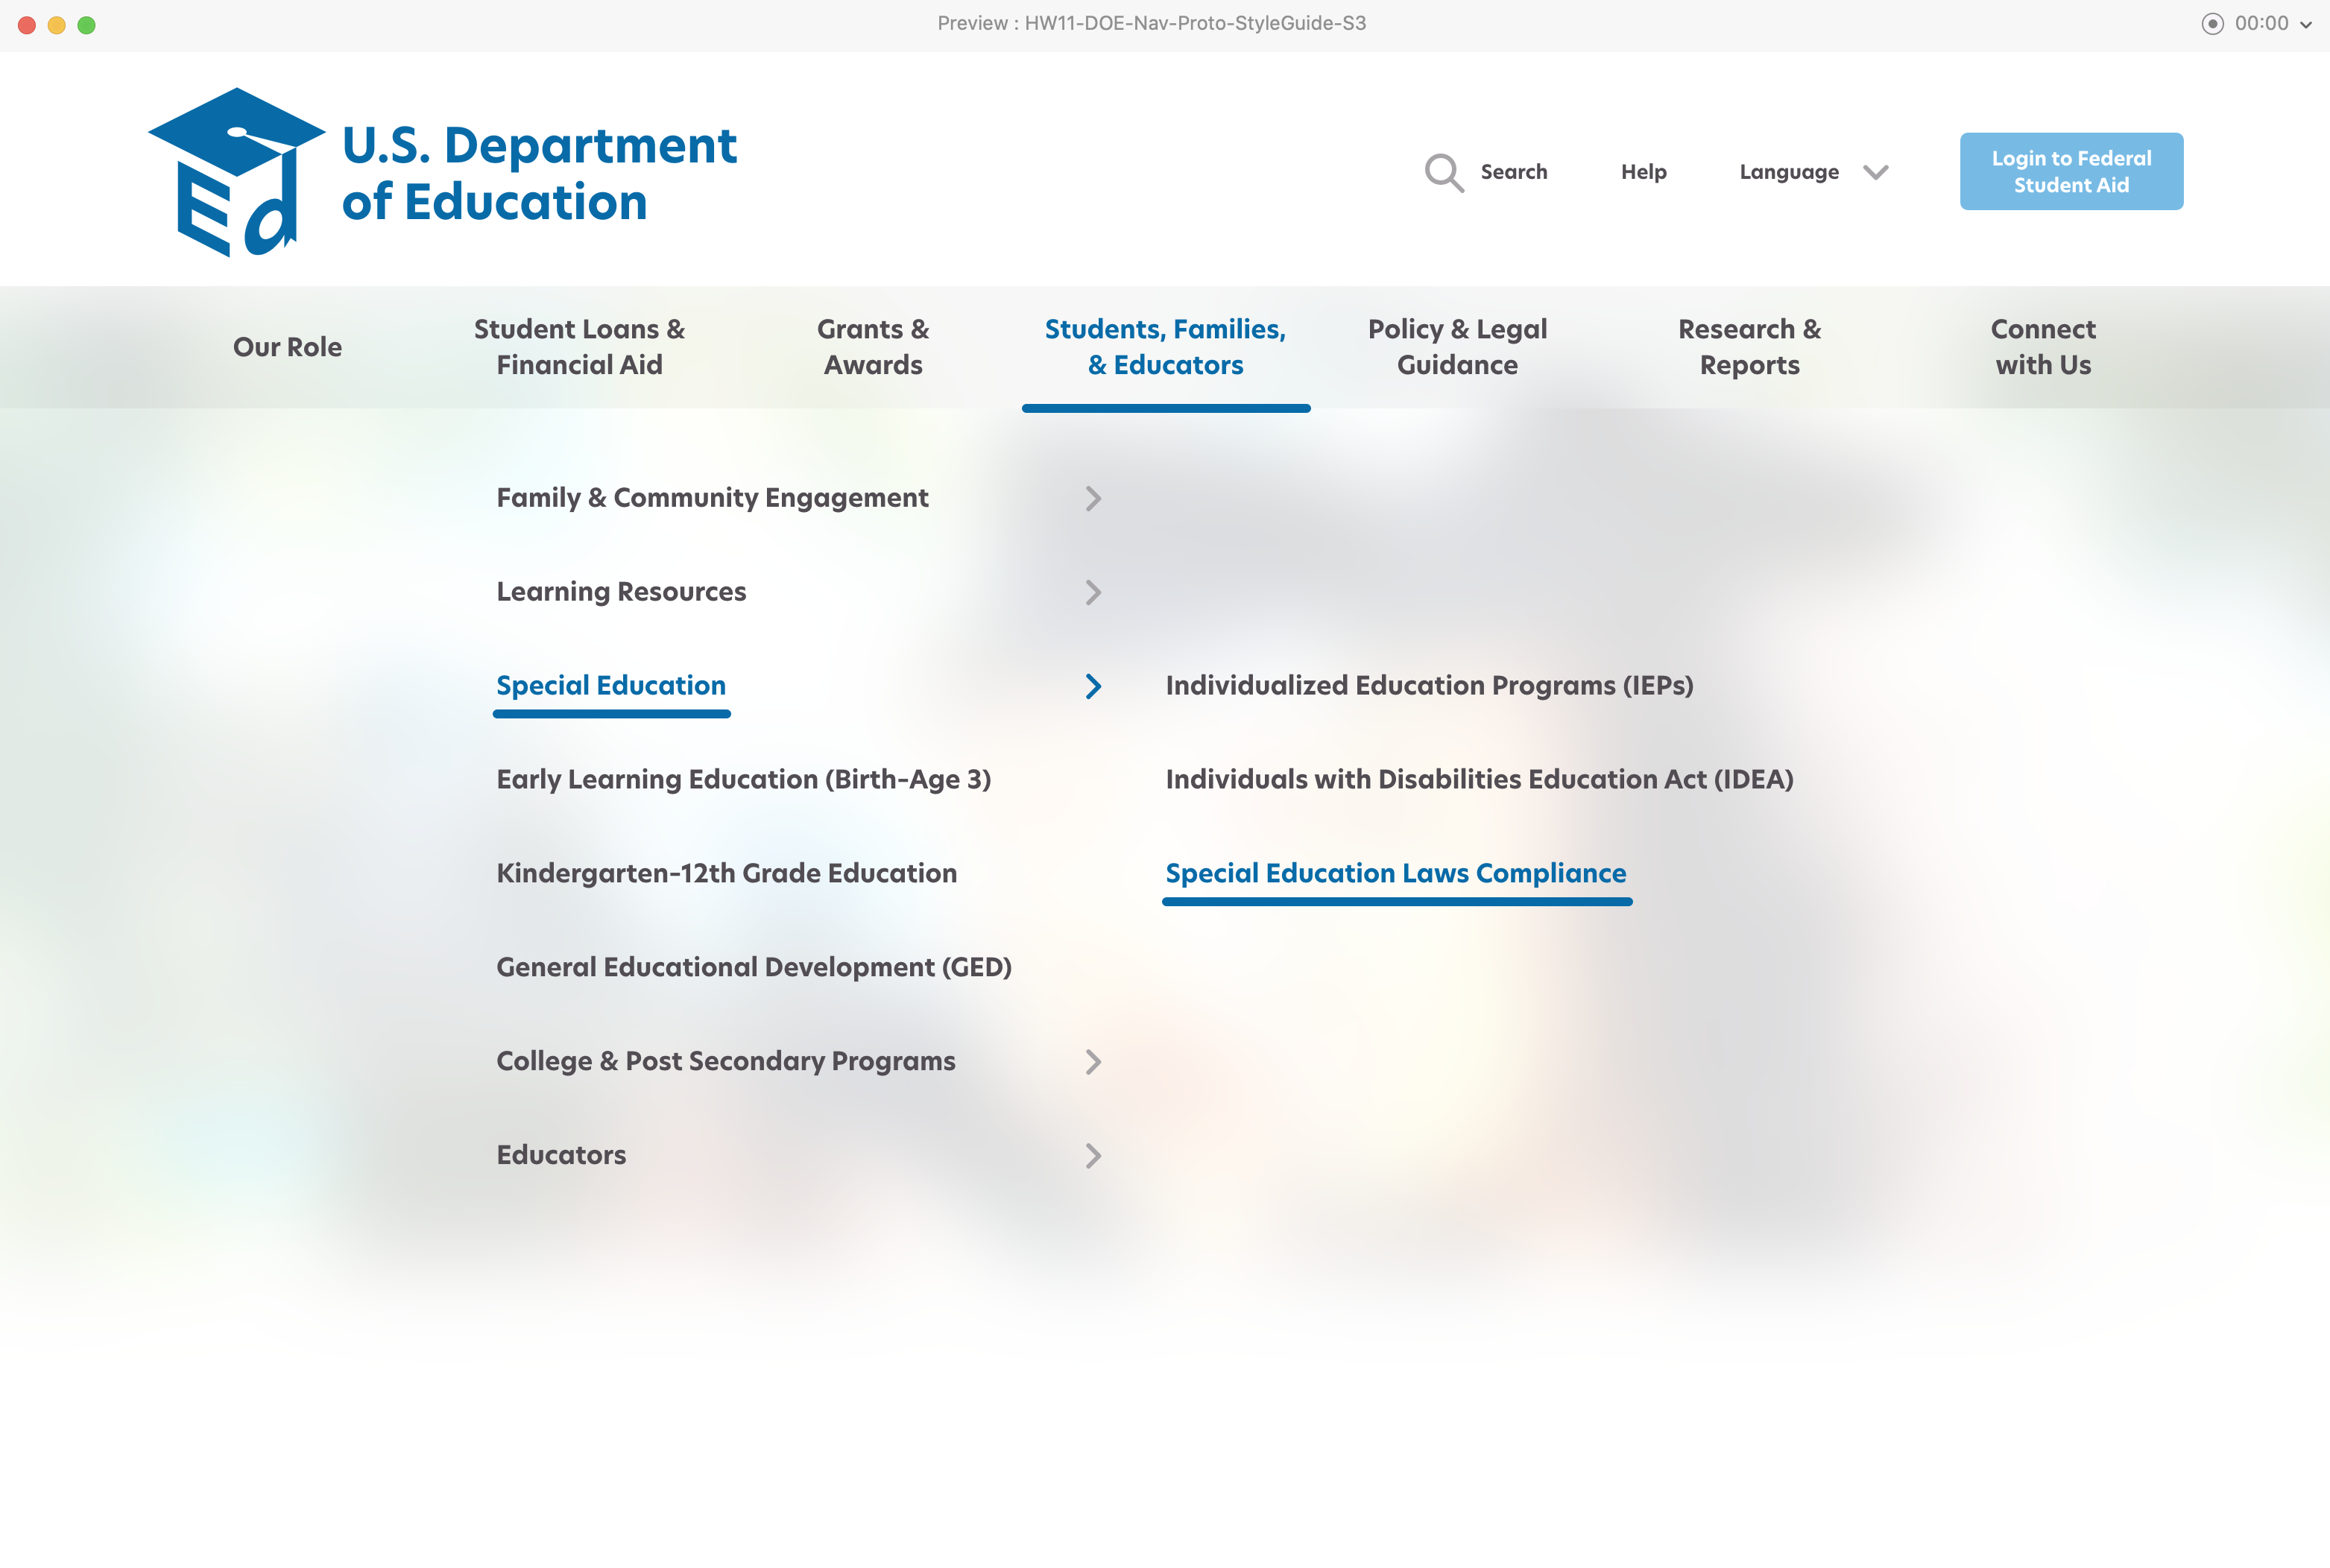 Preview : HW11-DOE-Nav-Proto-StyleGuide-S3
00:00
Ed
U.S. Department
of Education
Search
Help
Language
Login to Federal
Student Aid
Our Role
Student Loans &
Financial Aid
Grants &
Awards
Students, Families,
& Educators
Policy & Legal
Guidance
Research &
Reports
Connect
with Us
Family & Community Engagement
Learning Resources
Special Education
Early Learning Education (Birth–Age 3)
Kindergarten–12th Grade Education
General Educational Development (GED)
College & Post Secondary Programs
Educators
Individualized Education Programs (IEPs)
Individuals with Disabilities Education Act (IDEA)
Special Education Laws Compliance